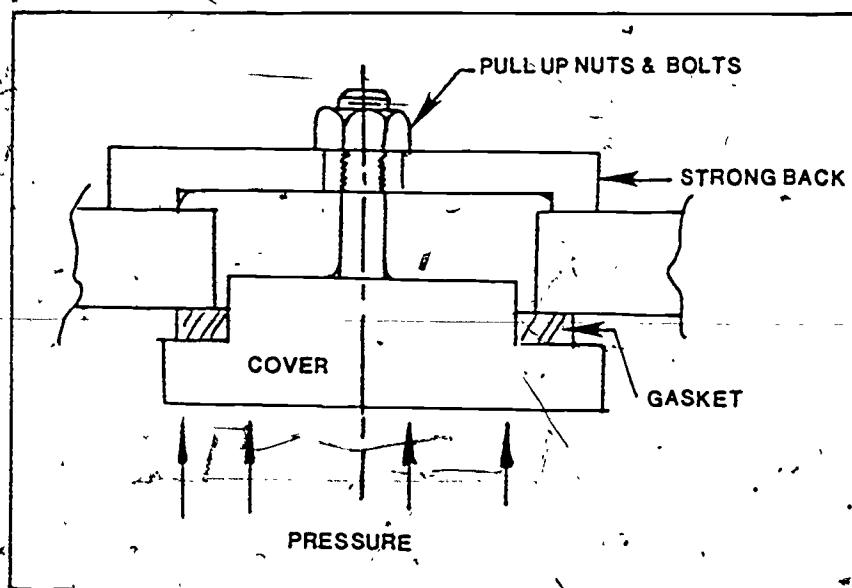 PULL UP NUTS & BOLTS
STRONG BACK
COVER
GASKET
PRESSURE